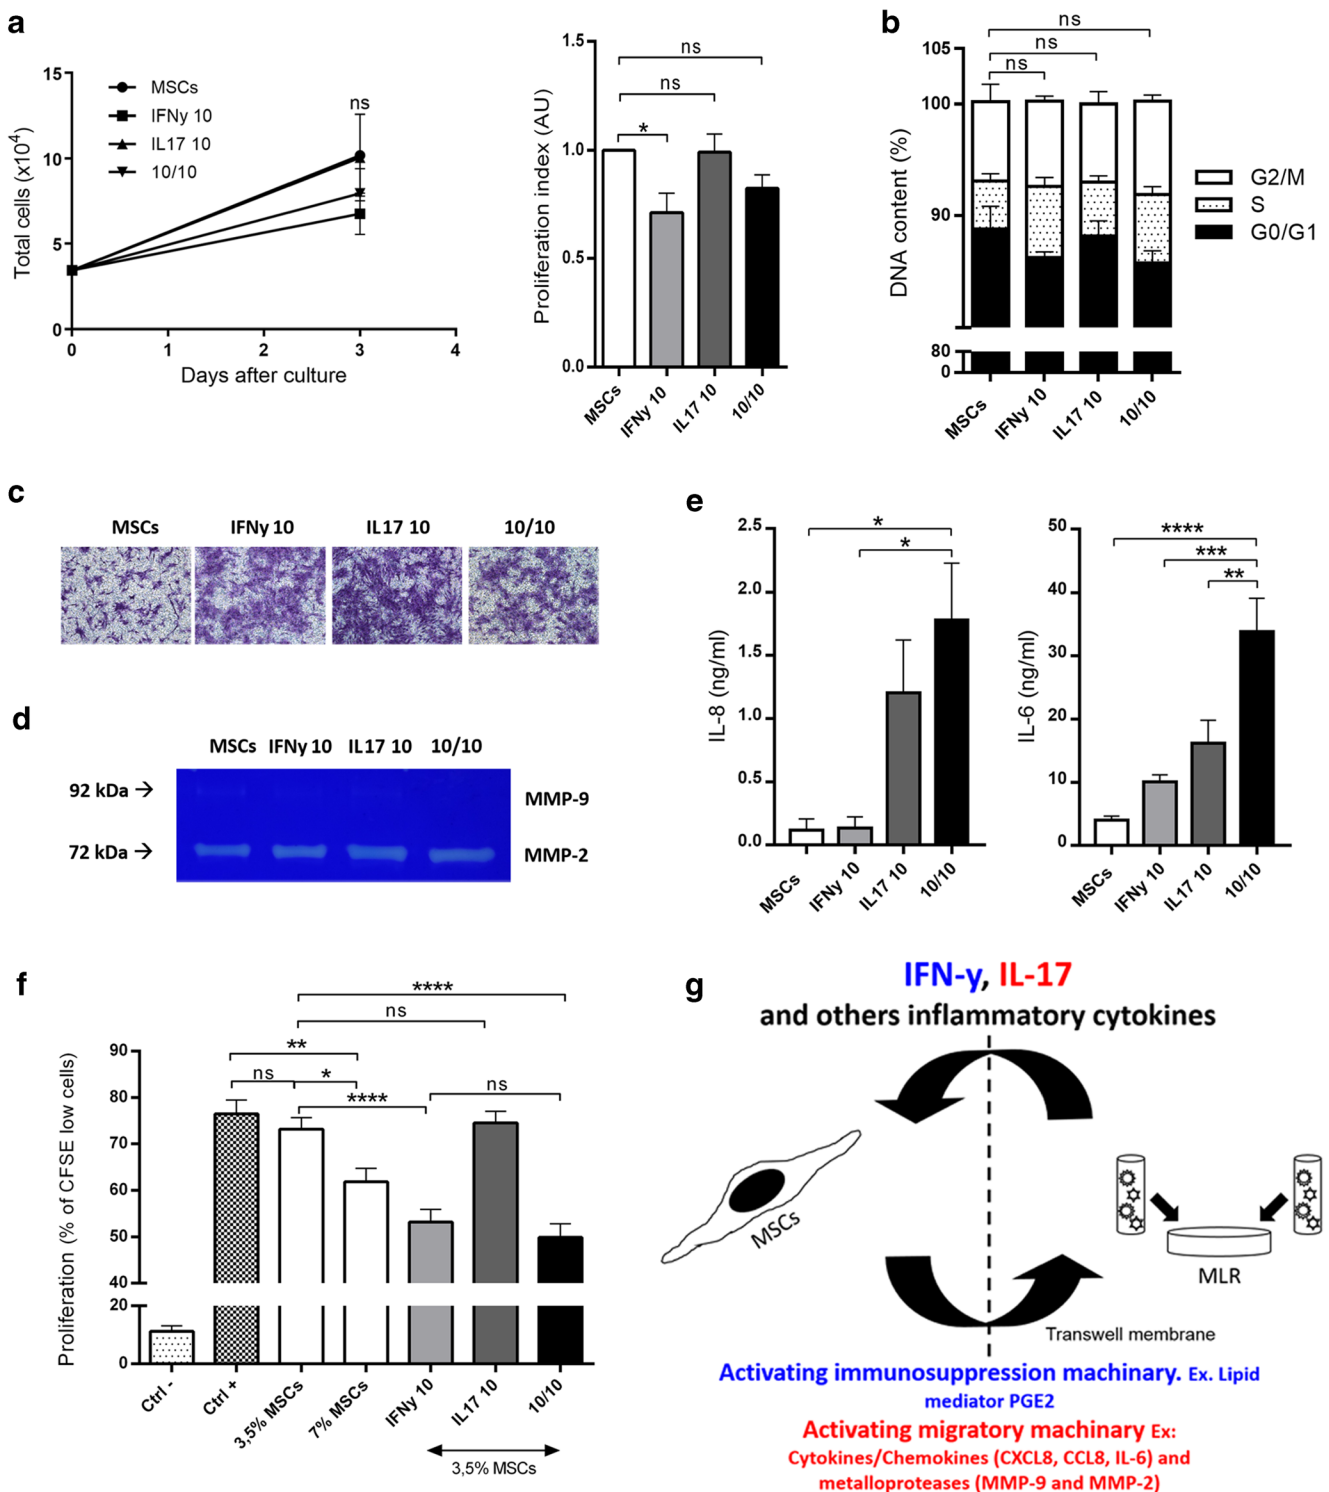 a
15
10
5
0
Total cells (x10⁴)
MSCs
IFNy 10
IL17 10
10/10
ns
0
1
2
3
4
Days after culture
1.5
1.0
0.5
0.0
Proliferation index (AU)
ns
ns
*
MSCs
IFNy 10
IL17 10
10/10
b
105
100
90
80
0
DNA content (%)
ns
ns
ns
MSCs
IFNy 10
IL17 10
10/10
G2/M
S
G0/G1
c
MSCs
IFNy 10
IL17 10
10/10
d
MSCs
IFNy 10
IL17 10
10/10
92 kDa →
MMP-9
72 kDa →
MMP-2
e
2.5
2.0
1.5
1.0
0.5
0.0
IL-8 (ng/ml)
*
*
MSCs
IFNy 10
IL17 10
10/10
50
40
30
20
10
0
IL-6 (ng/ml)
****
***
**
MSCs
IFNy 10
IL17 10
10/10
f
90
80
70
60
50
40
20
0
Proliferation (% of CFSE low cells)
****
ns
**
ns
*
****
ns
Ctrl -
Ctrl +
3,5% MSCs
7% MSCs
IFNy 10
IL17 10
10/10
3,5% MSCs
g
IFN-y, IL-17
and others inflammatory cytokines
MSCs
MLR
Transwell membrane
Activating immunosuppression machinary. Ex. Lipid
mediator PGE2
Activating migratory machinary Ex:
Cytokines/Chemokines (CXCL8, CCL8, IL-6) and
metalloproteases (MMP-9 and MMP-2)